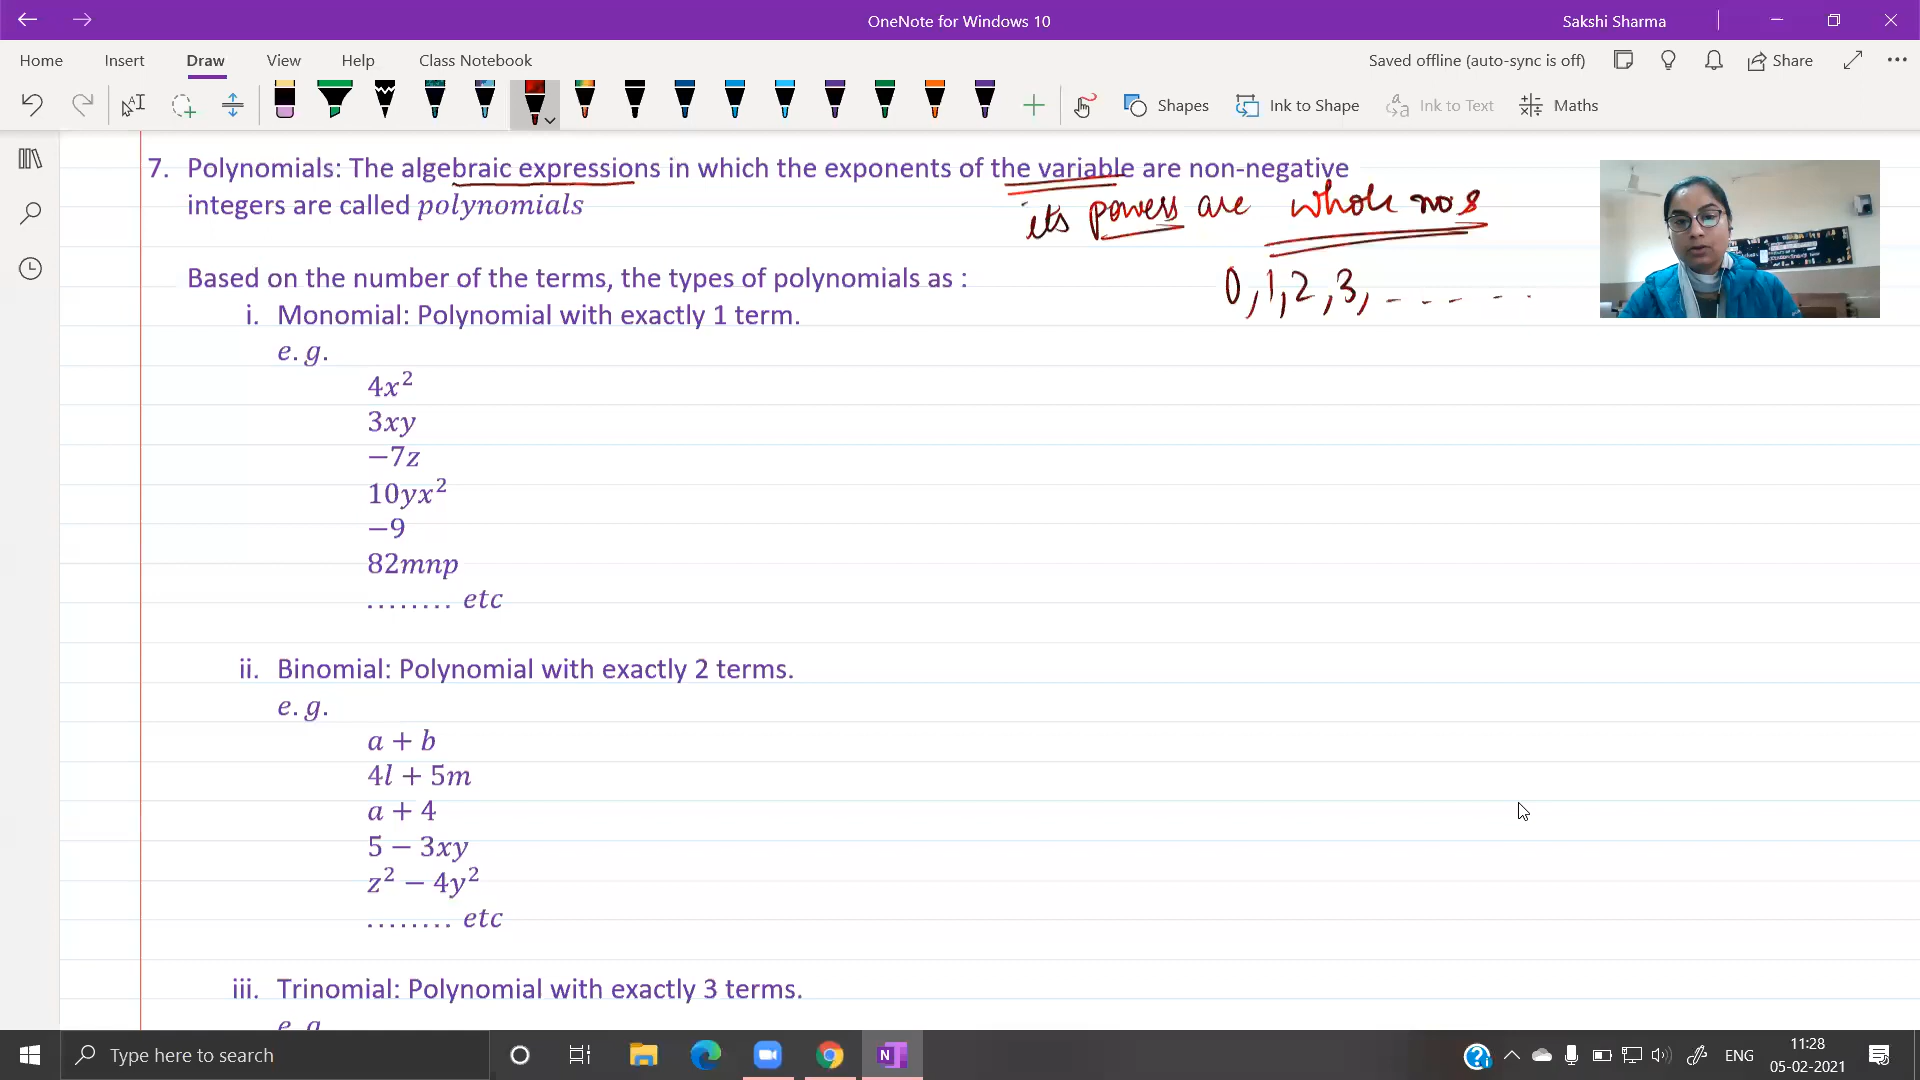 OneNote for Windows 10
Sakshi Sharma
Home Insert Draw View Help Class Notebook
Saved offline (auto-sync is off) Share
Shapes Ink to Shape Ink to Text Maths
7. Polynomials: The algebraic expressions in which the exponents of the variable are non-negative
integers are called polynomials
its powers are whole nos
0, 1, 2, 3, - - - - - - -
Based on the number of the terms, the types of polynomials as :
i. Monomial: Polynomial with exactly 1 term.
e. g.
4x²
3xy
−7z
10yx²
−9
82mnp
........ etc
ii. Binomial: Polynomial with exactly 2 terms.
e. g.
a + b
4l + 5m
a + 4
5 − 3xy
z² − 4y²
........ etc
iii. Trinomial: Polynomial with exactly 3 terms.
e. g
Type here to search
ENG
11:28
05-02-2021